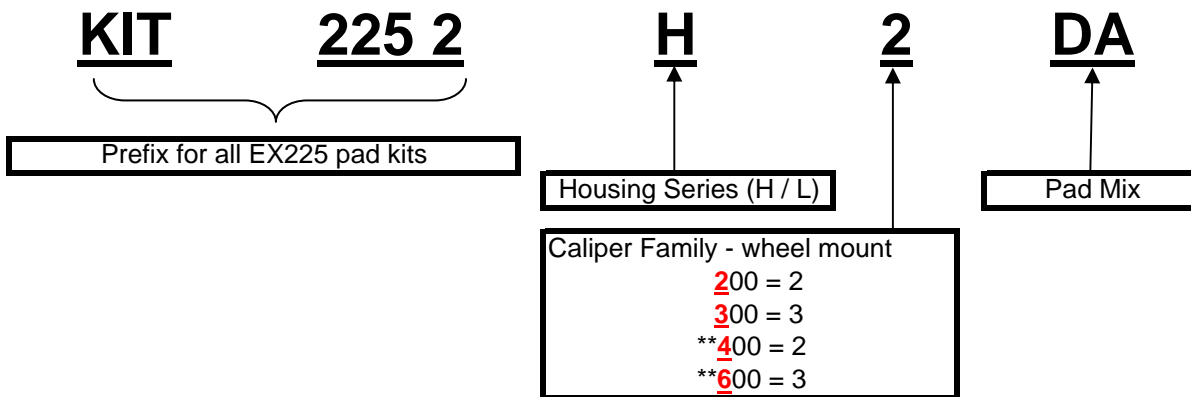 KIT 225 2 H 2 DA
Prefix for all EX225 pad kits
Housing Series (H / L)
Pad Mix
Caliper Family - wheel mount
200 = 2
300 = 3
**400 = 2
**600 = 3